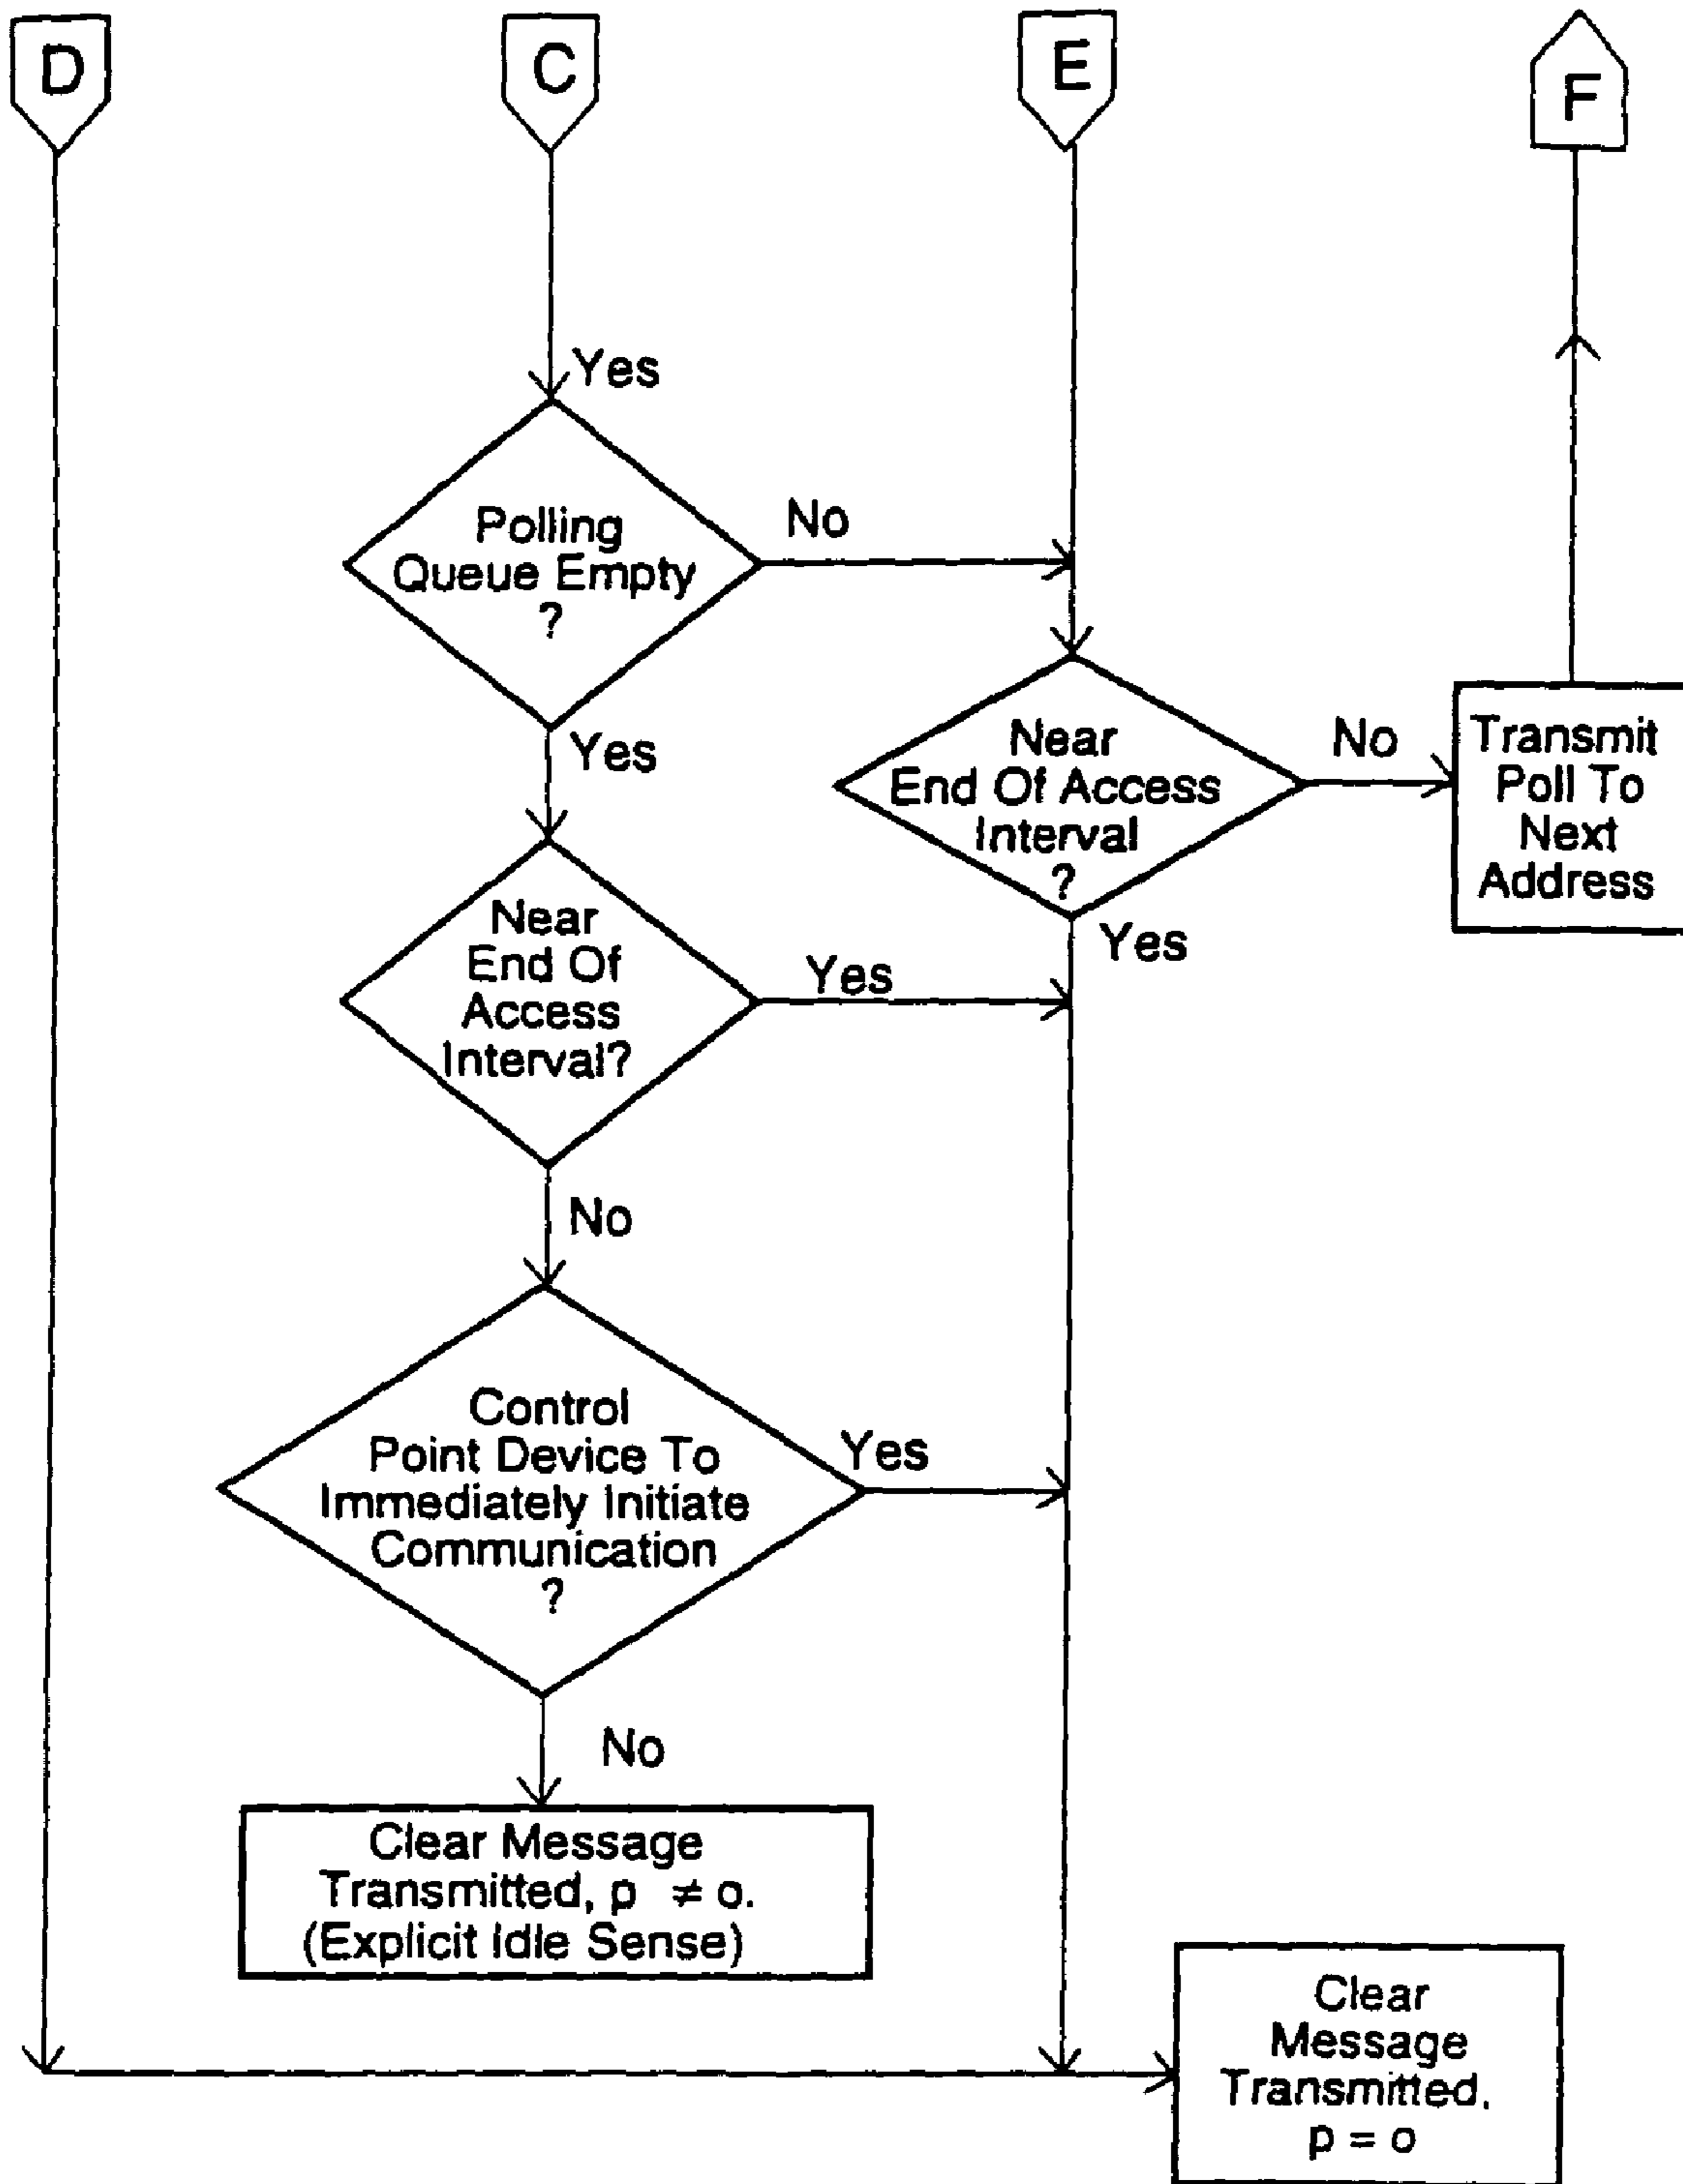 D
C
E
F
Yes
Polling
Queue Empty
?
No
Yes
Near
End Of Access
Interval
?
No
Transmit
Poll To
Next
Address
Yes
Near
End Of
Access
Interval?
Yes
No
Control
Point Device To
Immediately Initiate
Communication
?
Yes
No
Clear Message
Transmitted, p ≠ o.
(Explicit Idle Sense)
Clear
Message
Transmitted,
p = o